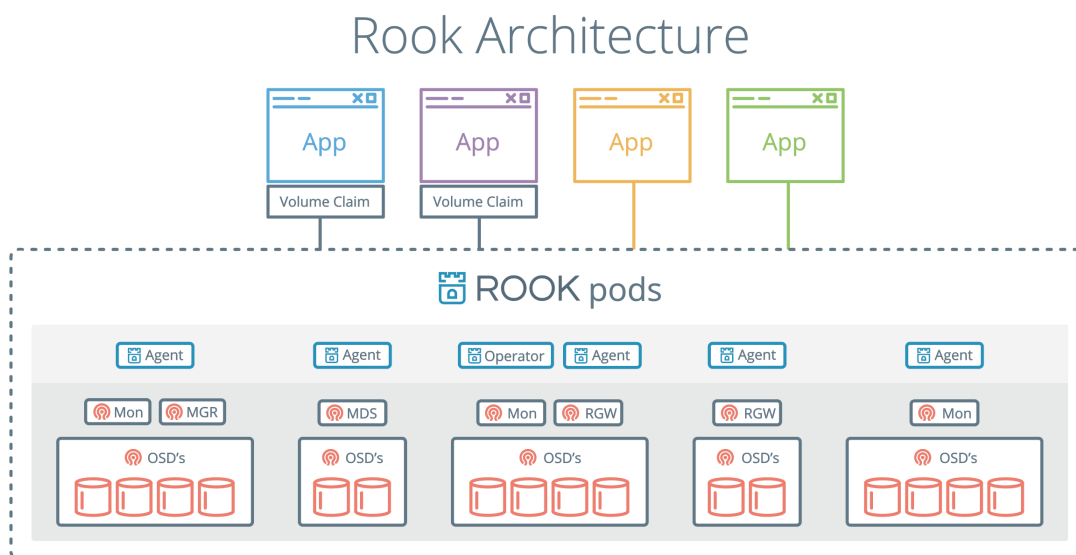 Rook Architecture
App App App App
Volume Claim Volume Claim
ROOK pods
Agent Agent Operator Agent Agent Agent
Mon MGR MDS Mon RGW RGW Mon
OSD's OSD's OSD's OSD's OSD's